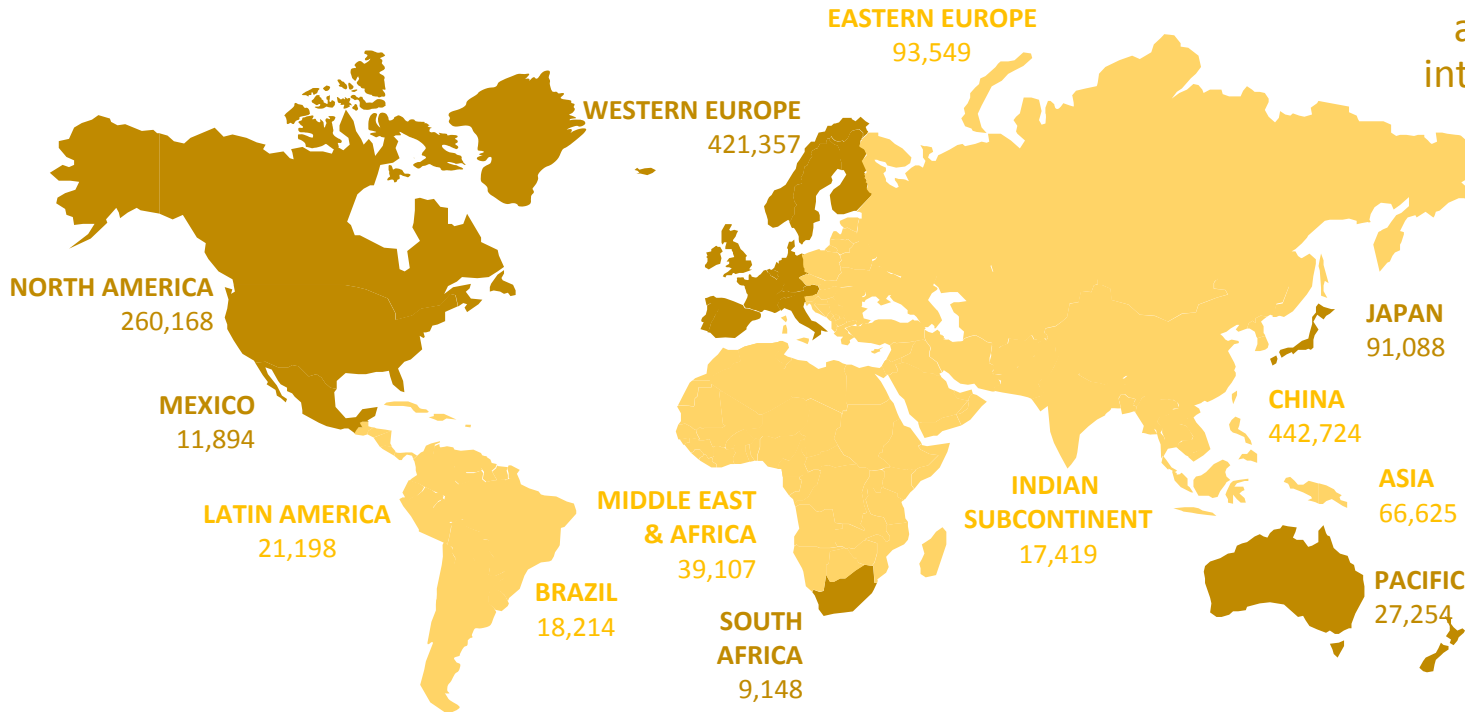 EASTERN EUROPE
93,549
WESTERN EUROPE
421,357
NORTH AMERICA
260,168
JAPAN
91,088
MEXICO
11,894
CHINA
442,724
LATIN AMERICA
21,198
MIDDLE EAST
& AFRICA
39,107
INDIAN
SUBCONTINENT
17,419
ASIA
66,625
BRAZIL
18,214
PACIFIC
27,254
SOUTH
AFRICA
9,148